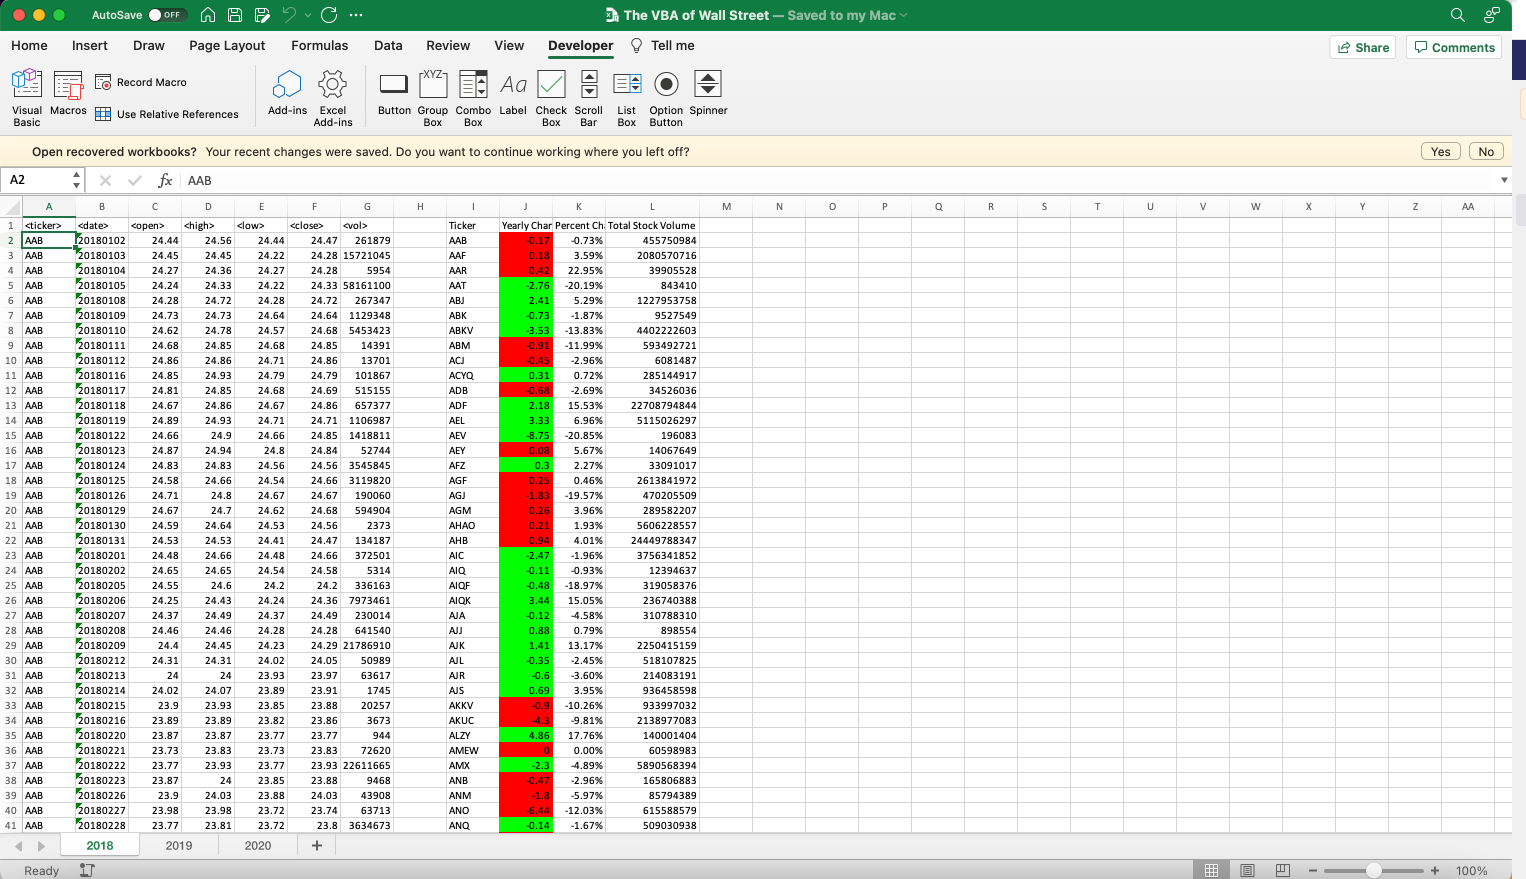 AutoSave OFF The VBA of Wall Street — Saved to my Mac
Home Insert Draw Page Layout Formulas Data Review View Developer Tell me Share Comments
Visual Basic Macros Record Macro Use Relative References Add-ins Excel Add-ins Button Group Box Combo Box Label Check Box Scroll Bar List Box Option Button Spinner
XYZ Aa
Open recovered workbooks? Your recent changes were saved. Do you want to continue working where you left off? Yes No
A2 fx AAB
A B C D E F G H I J K L M N O P Q R S T U V W X Y Z AA
1 <ticker> <date> <open> <high> <low> <close> <vol> Ticker Yearly Char Percent Ch Total Stock Volume
2 AAB 20180102 24.44 24.56 24.44 24.47 261879 AAB -0.17 -0.73% 455750984
3 AAB 20180103 24.45 24.45 24.22 24.28 15721045 AAF 0.18 3.59% 2080570716
4 AAB 20180104 24.27 24.36 24.27 24.28 5954 AAR 0.42 22.95% 39905528
5 AAB 20180105 24.24 24.33 24.22 24.33 58161100 AAT -2.76 -20.19% 843410
6 AAB 20180108 24.28 24.72 24.28 24.72 267347 ABJ 2.41 5.29% 1227953758
7 AAB 20180109 24.73 24.73 24.64 24.64 1129348 ABK -0.73 -1.87% 9527549
8 AAB 20180110 24.62 24.78 24.57 24.68 5453423 ABKV -3.53 -13.83% 4402222603
9 AAB 20180111 24.68 24.85 24.68 24.85 14391 ABM -0.91 -11.99% 593492721
10 AAB 20180112 24.86 24.86 24.71 24.86 13701 ACJ -0.45 -2.96% 6081487
11 AAB 20180116 24.85 24.93 24.79 24.79 101867 ACYQ 0.31 0.72% 285144917
12 AAB 20180117 24.81 24.85 24.68 24.69 515155 ADB -0.68 -2.69% 34526036
13 AAB 20180118 24.67 24.86 24.67 24.86 657377 ADF 2.18 15.53% 22708794844
14 AAB 20180119 24.89 24.93 24.71 24.71 1106987 AEL 3.33 6.96% 5115026297
15 AAB 20180122 24.66 24.9 24.66 24.85 1418811 AEV -8.75 -20.85% 196083
16 AAB 20180123 24.87 24.94 24.8 24.84 52744 AEY 0.08 5.67% 14067649
17 AAB 20180124 24.83 24.83 24.56 24.56 3545845 AFZ 0.3 2.27% 33091017
18 AAB 20180125 24.58 24.66 24.54 24.66 3119820 AGF 0.25 0.46% 2613841972
19 AAB 20180126 24.71 24.8 24.67 24.67 190060 AGJ -1.83 -19.57% 470205509
20 AAB 20180129 24.67 24.7 24.62 24.68 594904 AGM 0.26 3.96% 289582207
21 AAB 20180130 24.59 24.64 24.53 24.56 2373 AHAO 0.21 1.93% 5606228557
22 AAB 20180131 24.53 24.53 24.41 24.47 134187 AHB 0.94 4.01% 24449788347
23 AAB 20180201 24.48 24.66 24.48 24.66 372501 AIC -2.47 -1.96% 3756341852
24 AAB 20180202 24.65 24.65 24.54 24.58 5314 AIQ -0.11 -0.93% 12394637
25 AAB 20180205 24.55 24.6 24.2 24.2 336163 AIQF -0.48 -18.97% 319058376
26 AAB 20180206 24.25 24.43 24.24 24.36 7973461 AIQK 3.44 15.05% 236740388
27 AAB 20180207 24.37 24.49 24.37 24.49 230014 AJA -0.12 -4.58% 310788310
28 AAB 20180208 24.46 24.46 24.28 24.28 641540 AJJ 0.88 0.79% 898554
29 AAB 20180209 24.4 24.45 24.23 24.29 21786910 AJK 1.41 13.17% 2250415159
30 AAB 20180212 24.31 24.31 24.02 24.05 50989 AJL -0.35 -2.45% 518107825
31 AAB 20180213 24 24 23.93 23.97 63617 AJR -0.6 -3.60% 214083191
32 AAB 20180214 24.02 24.07 23.89 23.91 1745 AJS 0.69 3.95% 936458598
33 AAB 20180215 23.9 23.93 23.85 23.88 20257 AKKV -0.9 -10.26% 933997032
34 AAB 20180216 23.89 23.89 23.82 23.86 3673 AKUC -4.3 -9.81% 2138977083
35 AAB 20180220 23.87 23.87 23.77 23.77 944 ALZY 4.86 17.76% 140001404
36 AAB 20180221 23.73 23.83 23.73 23.83 72620 AMEW 0 0.00% 60598983
37 AAB 20180222 23.77 23.93 23.77 23.93 22611665 AMX -2.3 -4.89% 5890568394
38 AAB 20180223 23.87 24 23.85 23.88 9468 ANB -0.47 -2.96% 165806883
39 AAB 20180226 23.9 24.03 23.88 24.03 43908 ANM -1.8 -5.97% 85794389
40 AAB 20180227 23.98 23.98 23.72 23.74 63713 ANO -6.44 -12.03% 615588579
41 AAB 20180228 23.77 23.81 23.72 23.8 3634673 ANQ -0.14 -1.67% 509030938
2018 2019 2020 +
Ready 100%